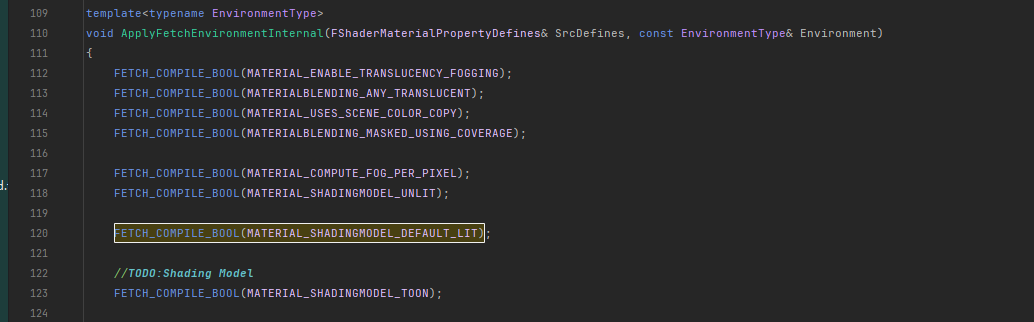 109 template<typename EnvironmentType>
110 void ApplyFetchEnvironmentInternal(FShaderMaterialPropertyDefines& SrcDefines, const EnvironmentType& Environment)
111 {
112 FETCH_COMPILE_BOOL(MATERIAL_ENABLE_TRANSLUCENCY_FOGGING);
113 FETCH_COMPILE_BOOL(MATERIALBLENDING_ANY_TRANSLUCENT);
114 FETCH_COMPILE_BOOL(MATERIAL_USES_SCENE_COLOR_COPY);
115 FETCH_COMPILE_BOOL(MATERIALBLENDING_MASKED_USING_COVERAGE);
116
117 FETCH_COMPILE_BOOL(MATERIAL_COMPUTE_FOG_PER_PIXEL);
d.
118 FETCH_COMPILE_BOOL(MATERIAL_SHADINGMODEL_UNLIT);
119
120 FETCH_COMPILE_BOOL(MATERIAL_SHADINGMODEL_DEFAULT_LIT);
121
122 //TODO:Shading Model
123 FETCH_COMPILE_BOOL(MATERIAL_SHADINGMODEL_TOON);
124